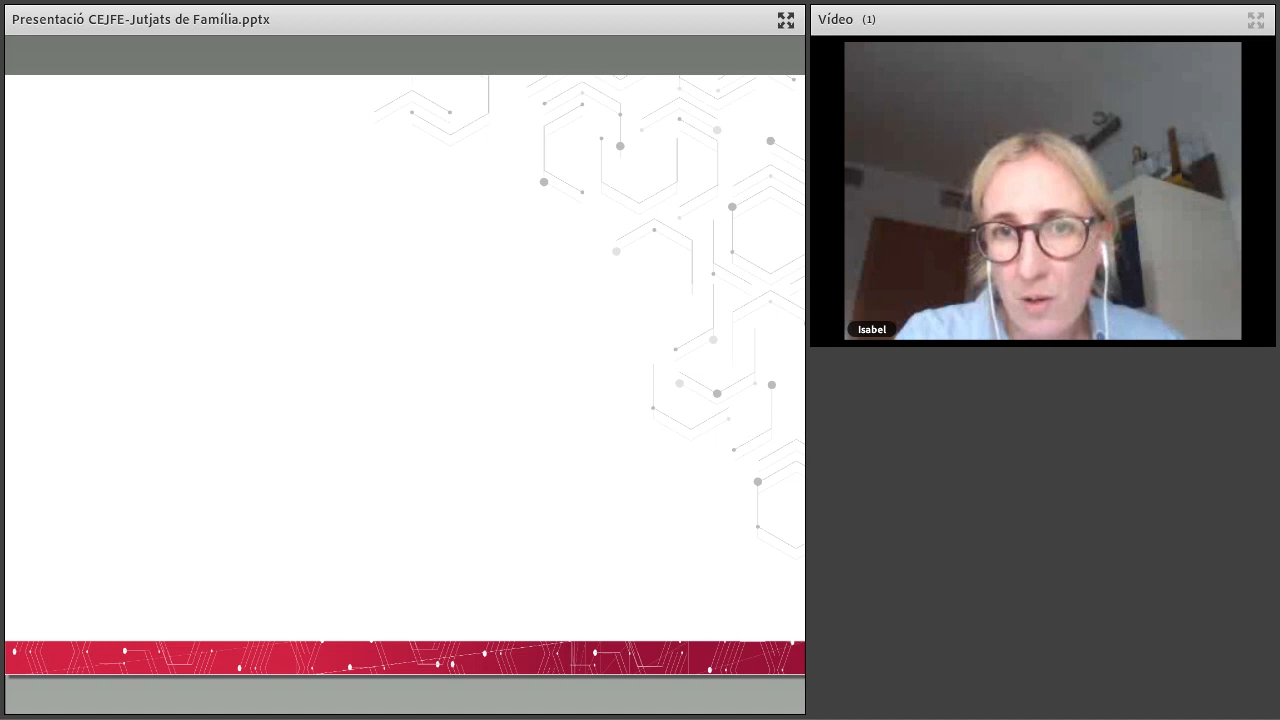 Presentació CEJFE-Jutjats de Família.pptx
Vídeo (1)
Isabel